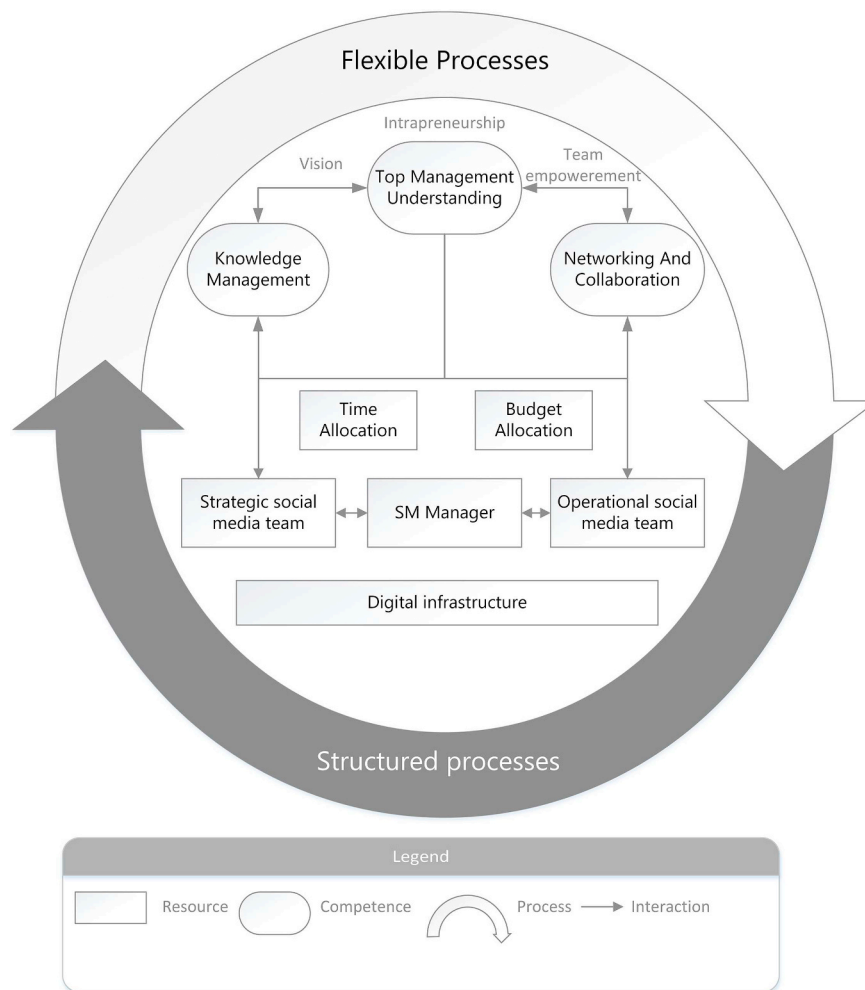 Flexible Processes
Intrapreneurship
Vision
Team
empowerement
Top Management
Understanding
Knowledge
Management
Networking And
Collaboration
Time
Allocation
Budget
Allocation
Strategic social
media team
SM Manager
Operational social
media team
Digital infrastructure
Structured processes
Legend
Resource
Competence
Process
Interaction